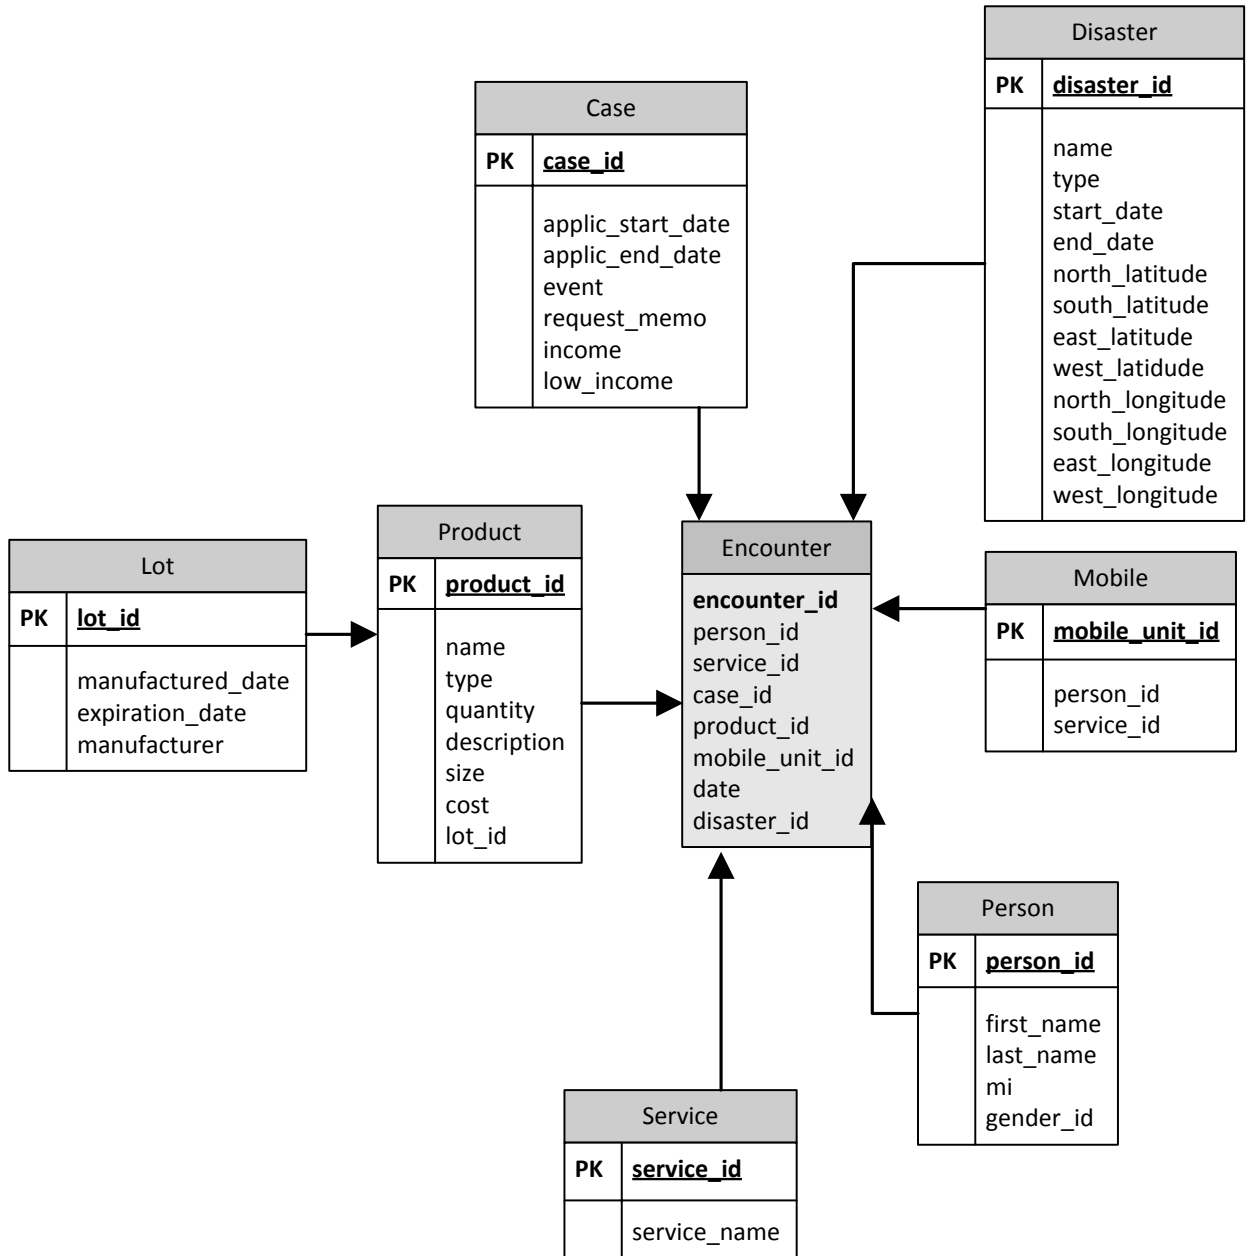 Disaster
PK disaster_id
name
type
start_date
end_date
north_latitude
south_latitude
east_latitude
west_latidude
north_longitude
south_longitude
east_longitude
west_longitude
Case
PK case_id
applic_start_date
applic_end_date
event
request_memo
income
low_income
Lot
PK lot_id
manufactured_date
expiration_date
manufacturer
Product
PK product_id
name
type
quantity
description
size
cost
lot_id
Encounter
encounter_id
person_id
service_id
case_id
product_id
mobile_unit_id
date
disaster_id
Mobile
PK mobile_unit_id
person_id
service_id
Person
PK person_id
first_name
last_name
mi
gender_id
Service
PK service_id
service_name